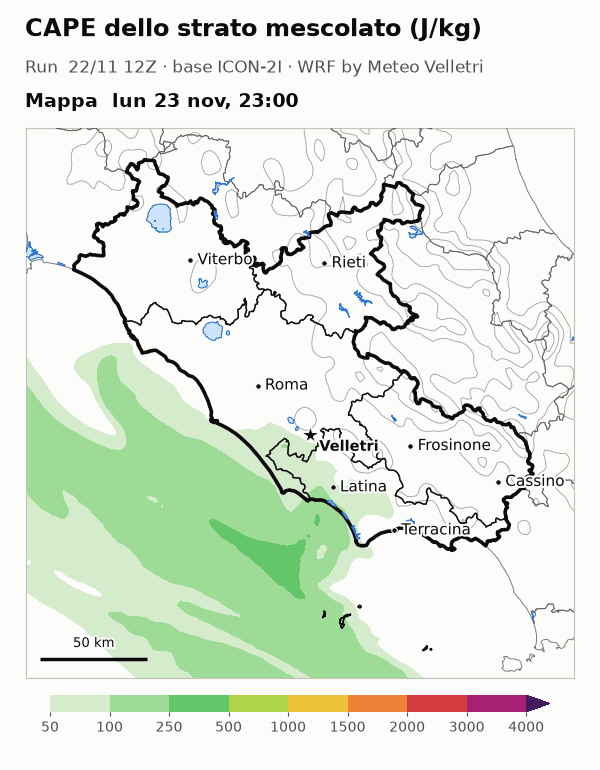 CAPE dello strato mescolato (J/kg)
Run  22/11 12Z · base ICON-2I · WRF by Meteo Velletri
Mappa  lun 23 nov, 23:00
Viterbo
Rieti
Roma
Velletri
Frosinone
Latina
Cassino
Terracina
50 km
50 100 250 500 1000 1500 2000 3000 4000